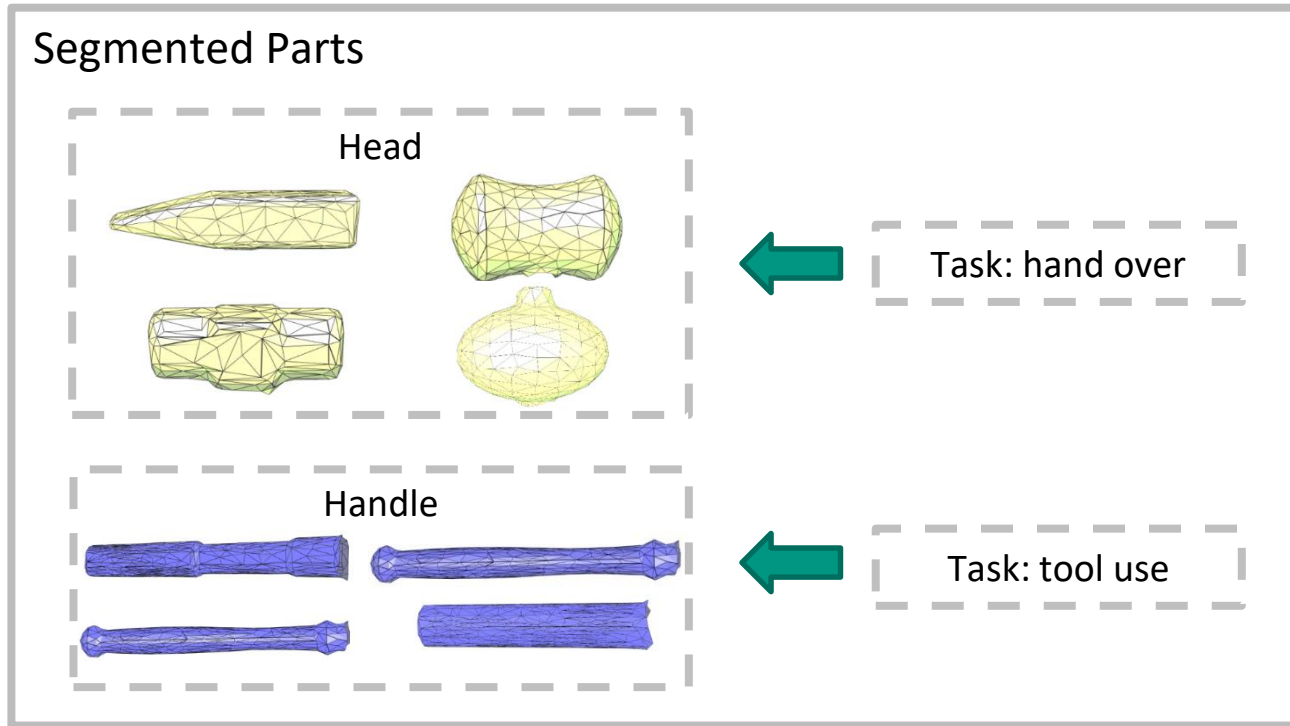 Segmented Parts
Head
Task: hand over
Handle
Task: tool use